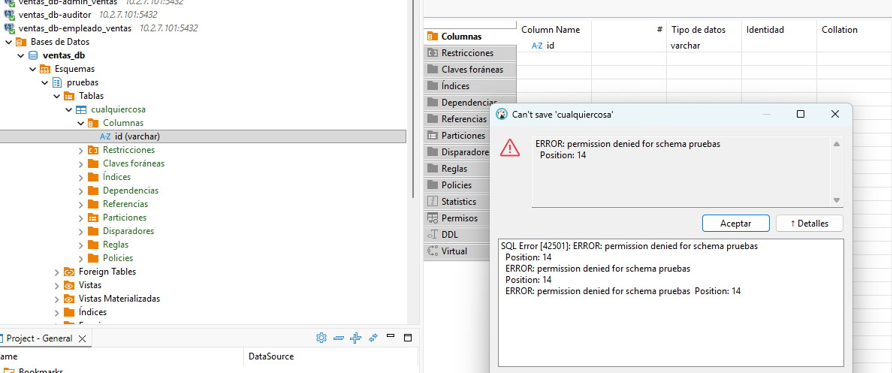 ventas_db-admin_ventas 10.2.7.101:5432
ventas_db-auditor 10.2.7.101:5432
ventas_db-empleado_ventas 10.2.7.101:5432
Bases de Datos
ventas_db
Esquemas
pruebas
Tablas
cualquiercosa
Columnas
A-Z id (varchar)
Restricciones
Claves foráneas
Índices
Dependencias
Referencias
Particiones
Disparadores
Reglas
Policies
Foreign Tables
Vistas
Vistas Materializadas
Índices
Project - General
DataSource
Bookmarks
Columnas
Restricciones
Claves foráneas
Índices
Dependencias
Referencias
Particiones
Disparador
Reglas
Policies
Statistics
Permisos
DDL
Virtual
Column Name # Tipo de datos Identidad Collation
A-Z id varchar
Can't save 'cualquiercosa'
ERROR: permission denied for schema pruebas
Position: 14
Aceptar
↑ Detalles
SQL Error [42501]: ERROR: permission denied for schema pruebas
Position: 14
ERROR: permission denied for schema pruebas
Position: 14
ERROR: permission denied for schema pruebas Position: 14